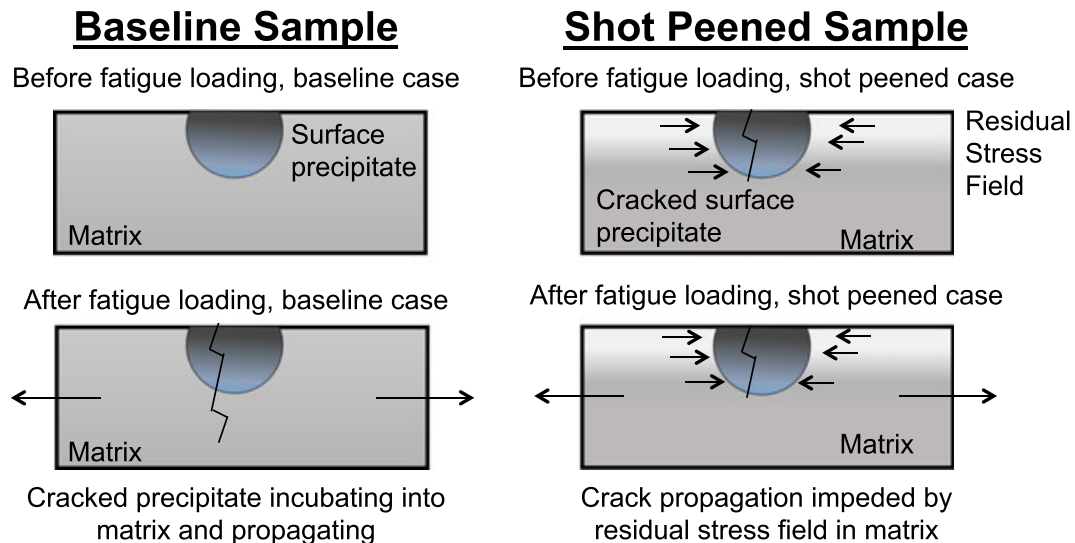 Baseline Sample
Before fatigue loading, baseline case
Surface
precipitate
Matrix
After fatigue loading, baseline case
Matrix
Cracked precipitate incubating into
matrix and propagating
Shot Peened Sample
Before fatigue loading, shot peened case
Residual
Stress
Field
Cracked surface
precipitate
Matrix
After fatigue loading, shot peened case
Matrix
Crack propagation impeded by
residual stress field in matrix